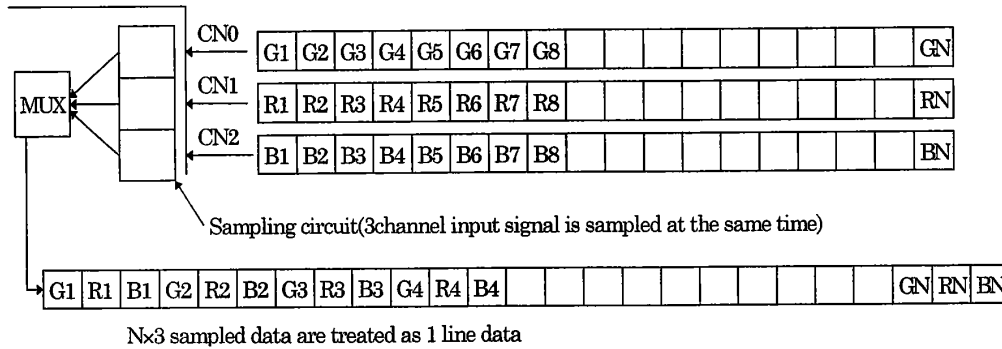 CN0 G1 G2 G3 G4 G5 G6 G7 G8 GN
MUX CN1 R1 R2 R3 R4 R5 R6 R7 R8 RN
CN2 B1 B2 B3 B4 B5 B6 B7 B8 BN
Sampling circuit(3channel input signal is sampled at the same time)
G1 R1 B1 G2 R2 B2 G3 R3 B3 G4 R4 B4 GN RN BN
N×3 sampled data are treated as 1 line data